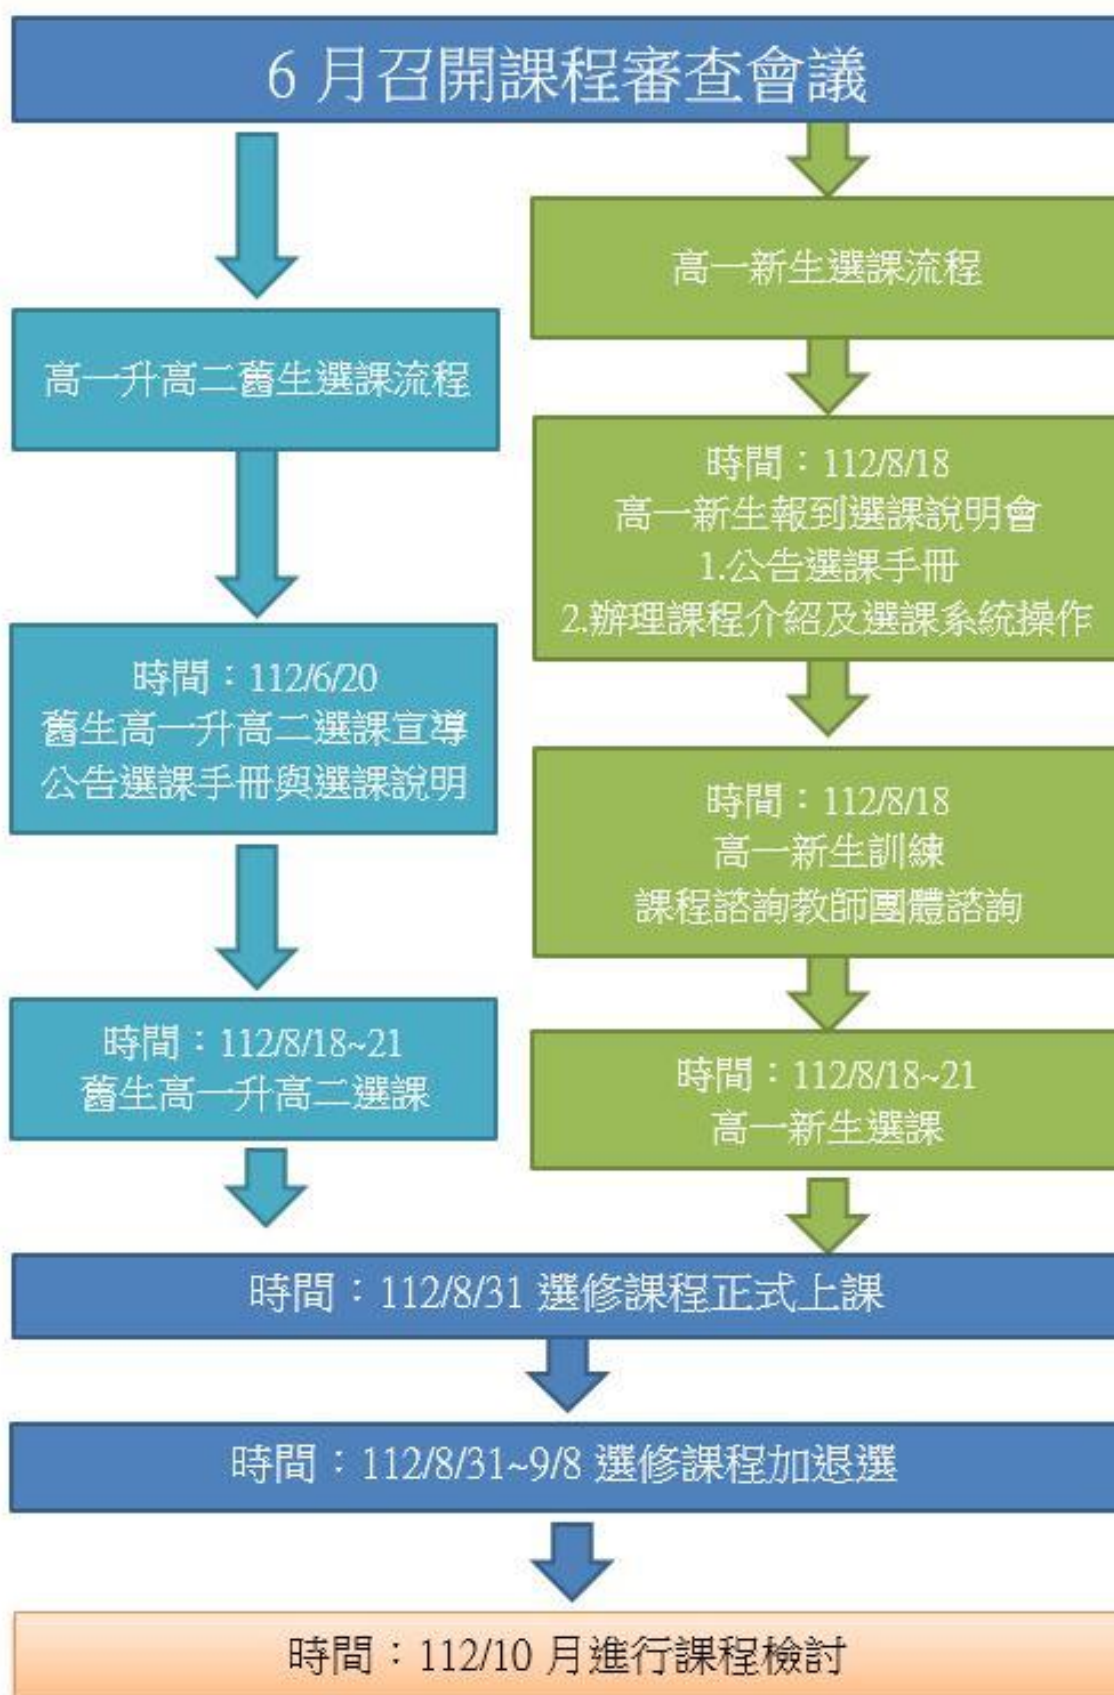 6 月召開課程審查會議
高一升高二舊生選課流程
時間：112/6/20
舊生高一升高二選課宣導
公告選課手冊與選課說明
時間：112/8/18~21
舊生高一升高二選課
高一新生選課流程
時間：112/8/18
高一新生報到選課說明會
1.公告選課手冊
2.辦理課程介紹及選課系統操作
時間：112/8/18
高一新生訓練
課程諮詢教師團體諮詢
時間：112/8/18~21
高一新生選課
時間：112/8/31 選修課程正式上課
時間：112/8/31~9/8 選修課程加退選
時間：112/10 月進行課程檢討